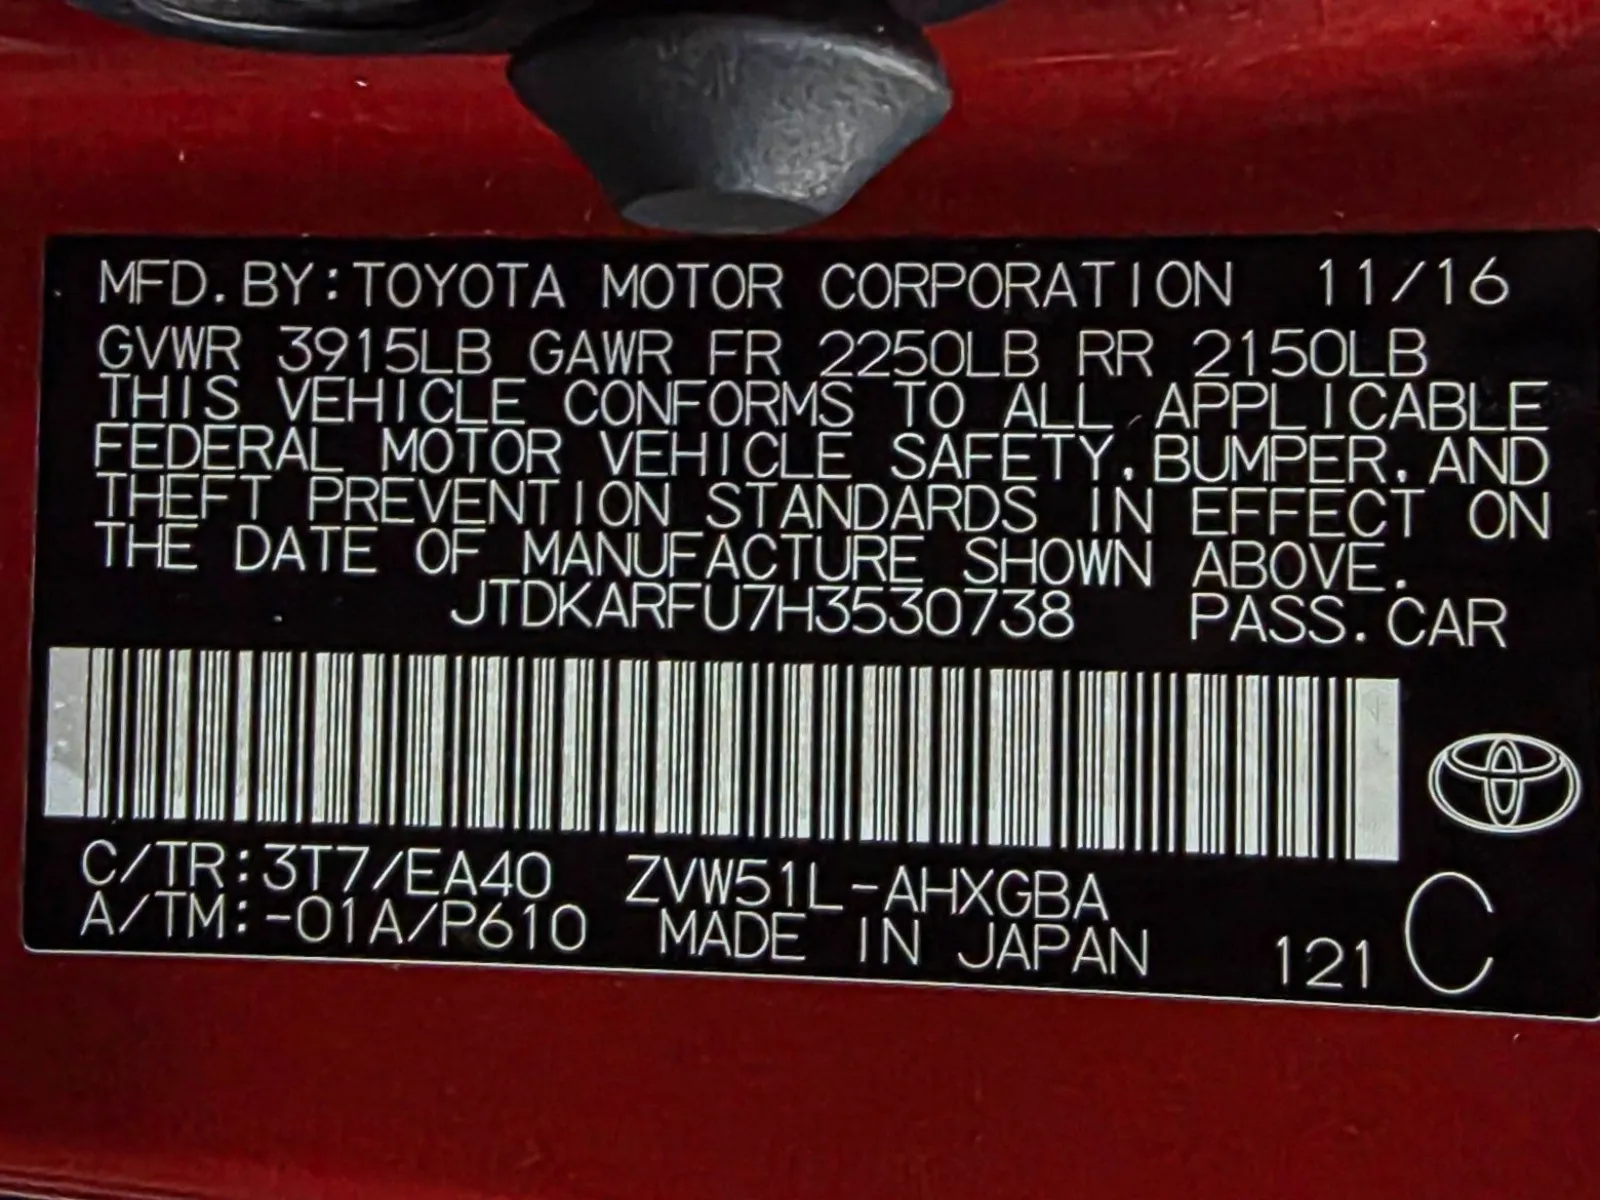 MFD.BY:TOYOTA MOTOR CORPORATION 11/16
GVWR 3915LB GAWR FR 2250LB RR 2150LB
THIS VEHICLE CONFORMS TO ALL APPLICABLE
FEDERAL MOTOR VEHICLE SAFETY,BUMPER,AND
THEFT PREVENTION STANDARDS IN EFFECT ON
THE DATE OF MANUFACTURE SHOWN ABOVE.
JTDKARFU7H3530738 PASS.CAR
C/TR:3T7/EA40 ZVW51L-AHXGBA
A/TM:-01A/P610 MADE IN JAPAN 121 C